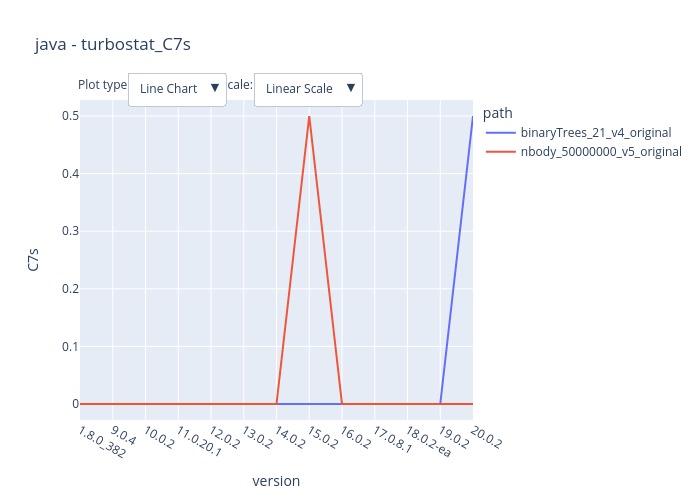 java - turbostat_C7s
Plot type
Line Chart ▼
cale:
Linear Scale ▼
path
binaryTrees_21_v4_original
nbody_50000000_v5_original
C7s
0.5
0.4
0.3
0.2
0.1
0
1.8.0_382
9.0.4
10.0.2
11.0.20.1
12.0.2
13.0.2
14.0.2
15.0.2
16.0.2
17.0.8.1
18.0.2-ea
19.0.2
20.0.2
version